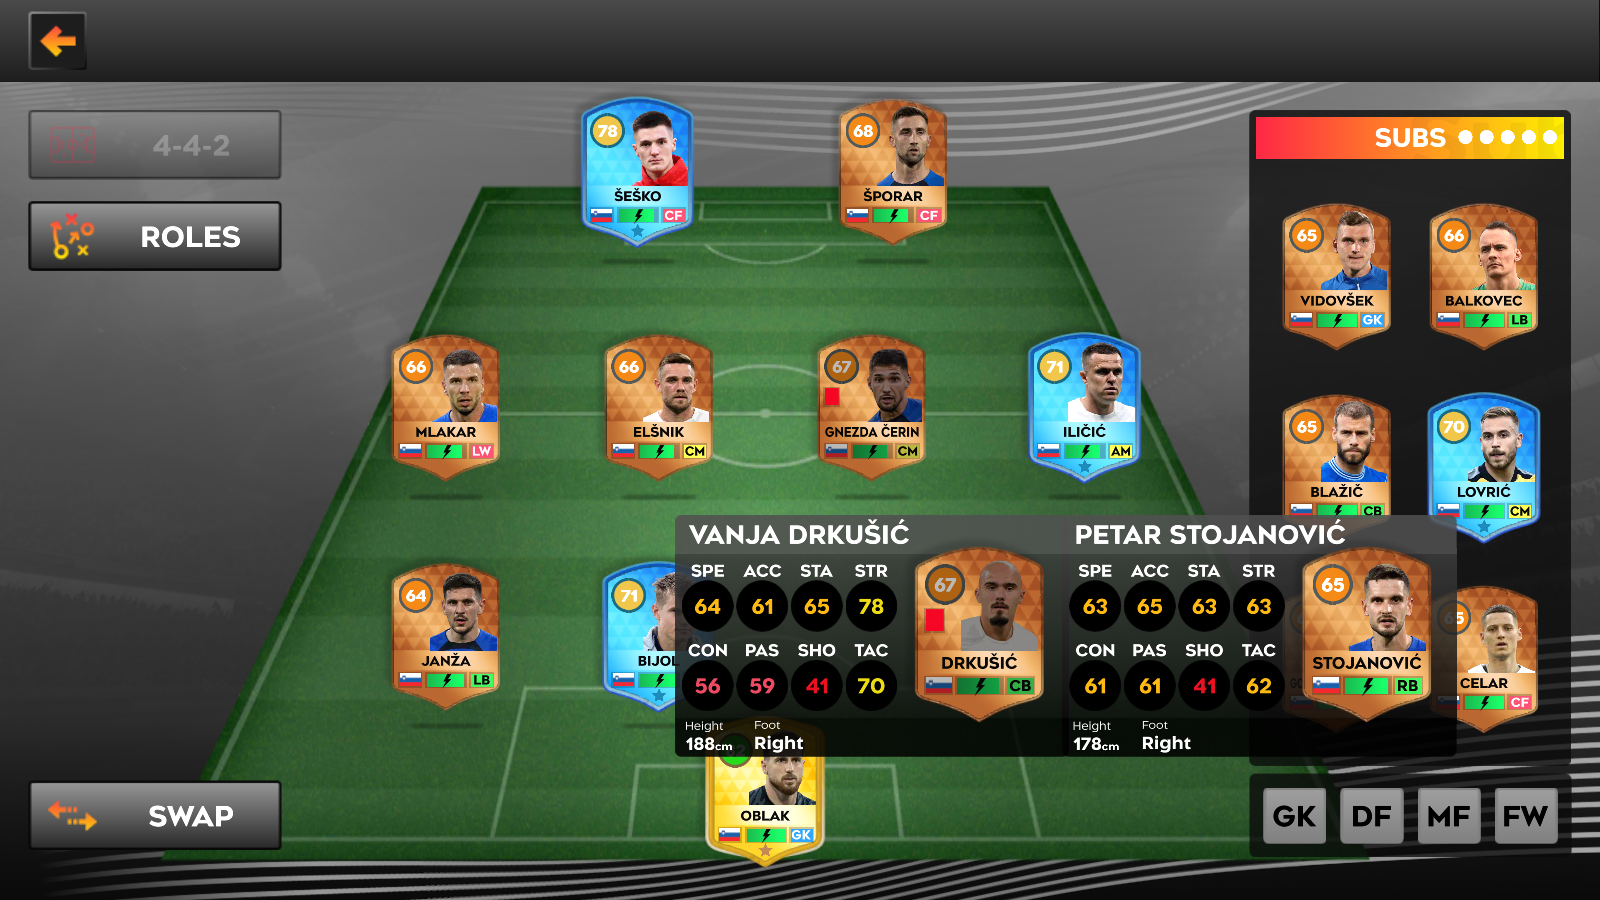 4-4-2
ROLES
78
ŠEŠKO
CF
68
ŠPORAR
CF
SUBS
65
VIDOVŠEK
GK
66
BALKOVEC
LB
66
MLAKAR
LW
66
ELŠNIK
CM
67
GNEZDA ČERIN
CM
71
ILIČIĆ
AM
65
BLAŽIČ
CB
70
LOVRIĆ
CM
64
JANŽA
LB
71
BIJOL
VANJA DRKUŠIĆ
SPE ACC STA STR
64 61 65 78
CON PAS SHO TAC
56 59 41 70
Height Foot
188cm Right
67
DRKUŠIĆ
CB
PETAR STOJANOVIĆ
SPE ACC STA STR
63 65 63 63
CON PAS SHO TAC
61 61 41 62
Height Foot
178cm Right
65
STOJANOVIĆ
RB
CELAR
CF
OBLAK
GK
SWAP
GK DF MF FW